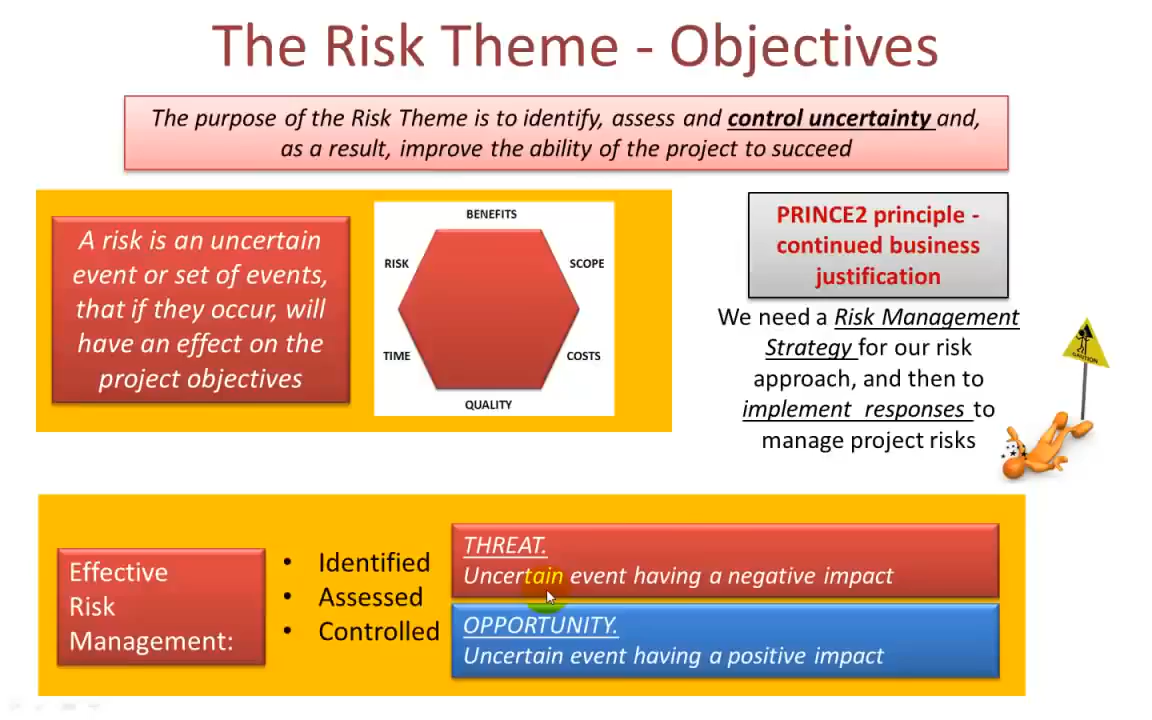 The Risk Theme - Objectives
The purpose of the Risk Theme is to identify, assess and control uncertainty and,
as a result, improve the ability of the project to succeed
A risk is an uncertain
event or set of events,
that if they occur, will
have an effect on the
project objectives
BENEFITS
RISK
SCOPE
TIME
COSTS
QUALITY
PRINCE2 principle -
continued business
justification
We need a Risk Management
Strategy for our risk
approach, and then to
implement responses to
manage project risks
CAUTION
Effective
Risk
Management:
• Identified
• Assessed
• Controlled
THREAT.
Uncertain event having a negative impact
OPPORTUNITY.
Uncertain event having a positive impact